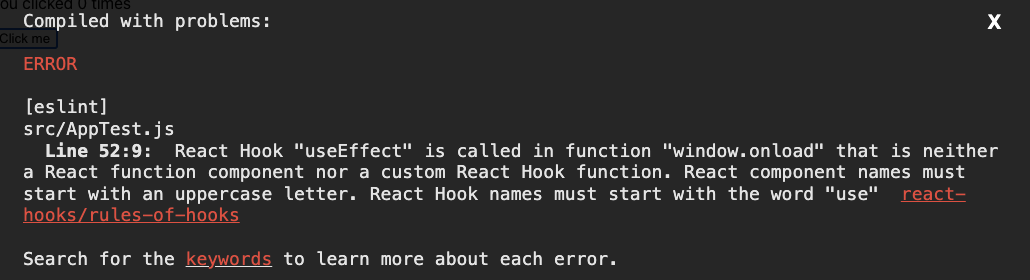 ou clicked 0 times
Compiled with problems:
X
Click me
ERROR
[eslint]
src/AppTest.js
Line 52:9: React Hook "useEffect" is called in function "window.onload" that is neither
a React function component nor a custom React Hook function. React component names must
start with an uppercase letter. React Hook names must start with the word "use" react-
hooks/rules-of-hooks
Search for the keywords to learn more about each error.